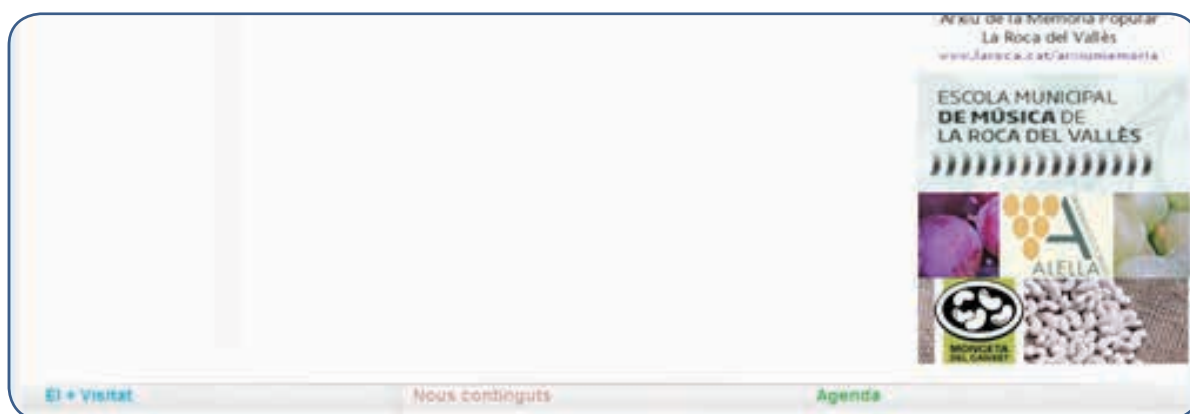 Arxiu de la Memòria Popular
La Roca del Vallès
www.laroca.cat/arxiumemoria
ESCOLA MUNICIPAL
DE MÚSICA DE
LA ROCA DEL VALLÈS
ALELLA
MONGETA
DEL GANXET
El + Visitat
Nous continguts
Agenda